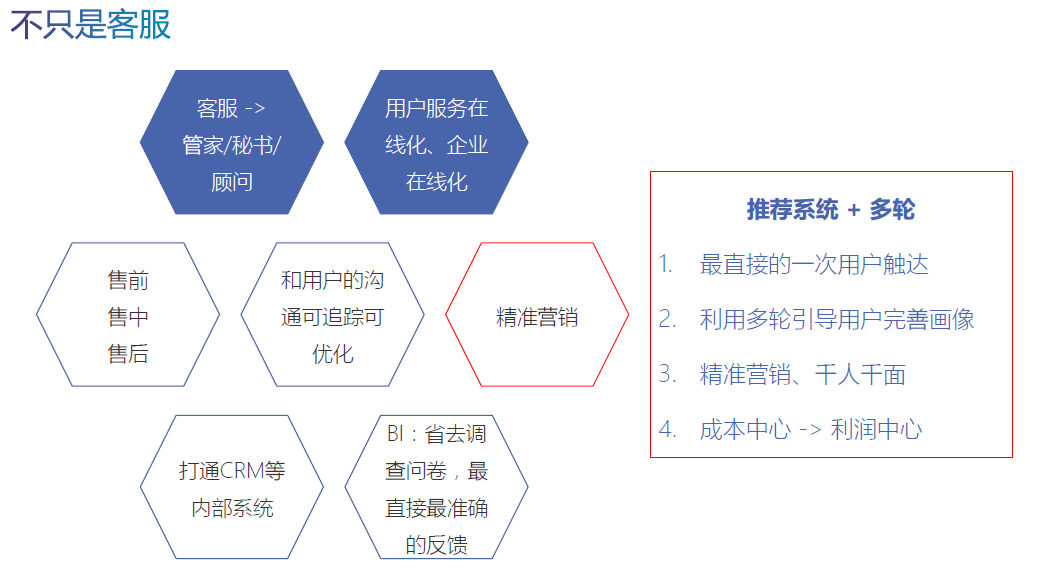 不只是客服
客服 ->
管家/秘书/
顾问
用户服务在
线化、企业
在线化
售前
售中
售后
和用户的沟
通可追踪可
优化
精准营销
打通CRM等
内部系统
BI：省去调
查问卷，最
直接最准确
的反馈
推荐系统 + 多轮
1. 最直接的一次用户触达
2. 利用多轮引导用户完善画像
3. 精准营销、千人千面
4. 成本中心 -> 利润中心